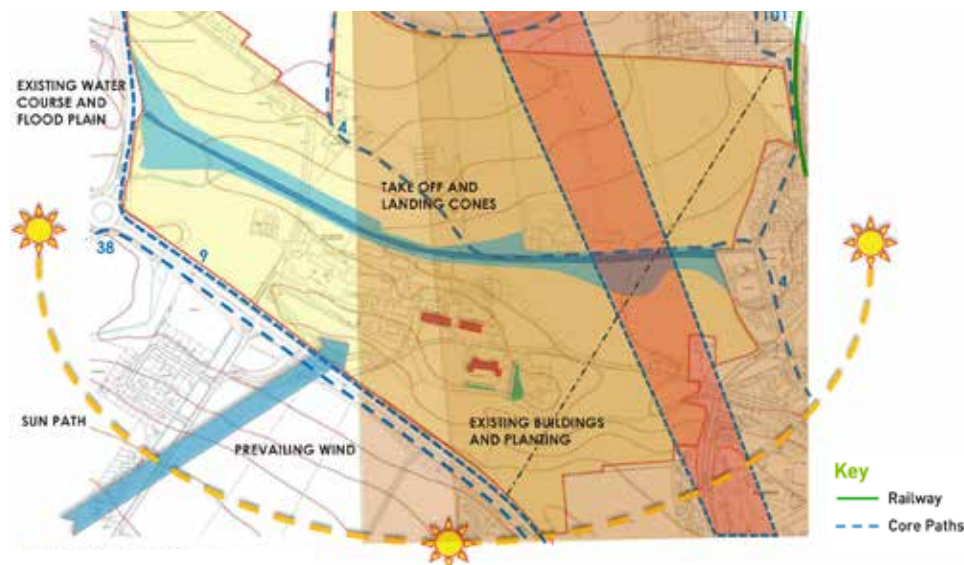 101
EXISTING WATER
COURSE AND
FLOOD PLAIN
4
TAKE OFF AND
LANDING CONES
38
9
4
SUN PATH
PREVAILING WIND
EXISTING BUILDINGS
AND PLANTING
Key
Railway
Core Paths